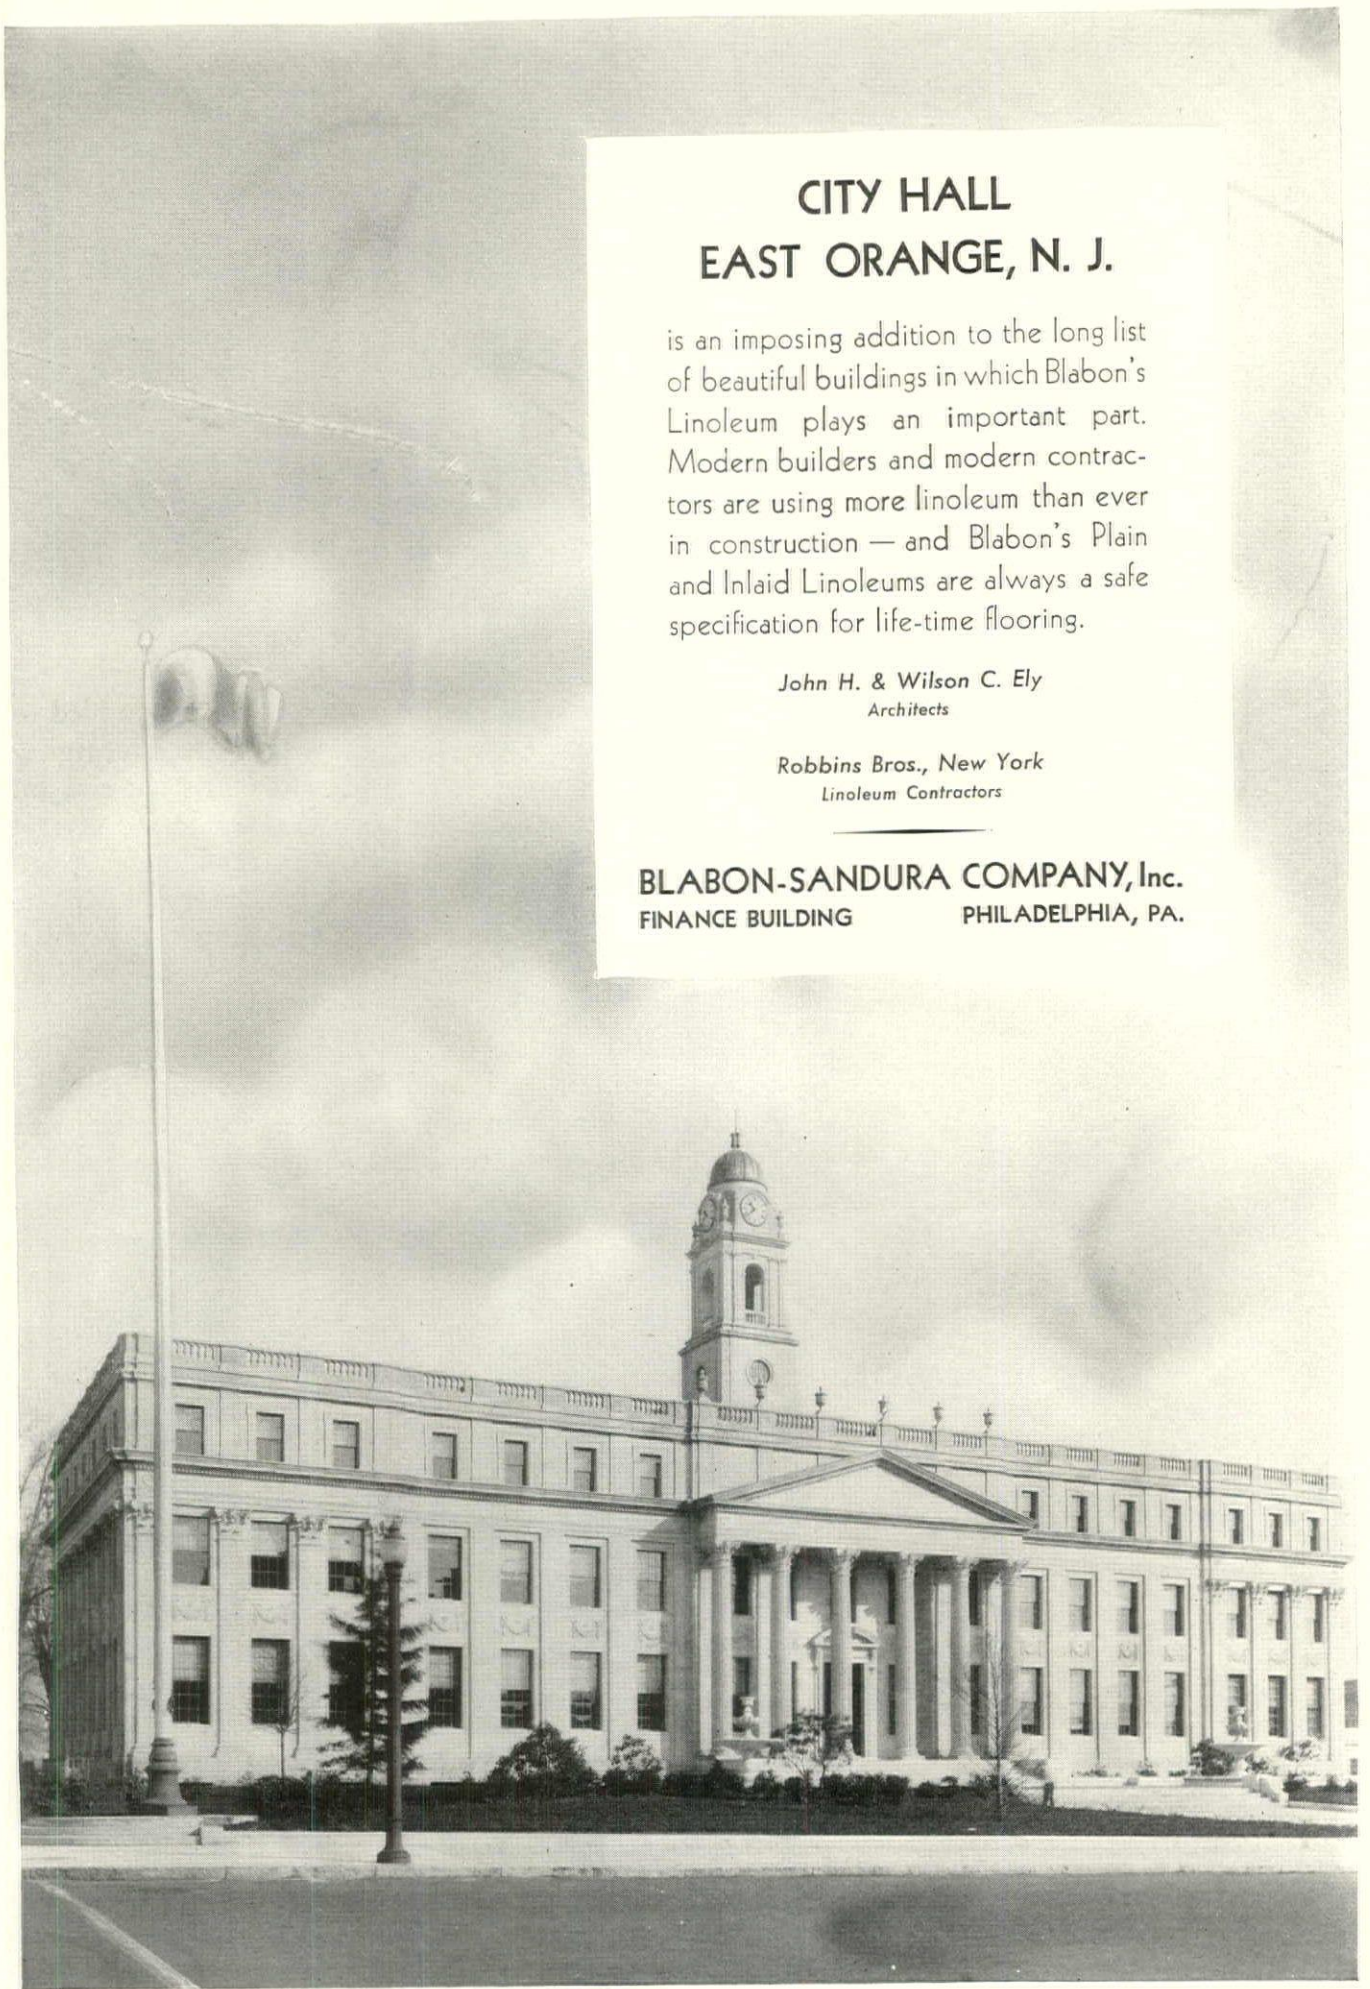 CITY HALL
EAST ORANGE, N. J.
is an imposing addition to the long list
of beautiful buildings in which Blabon's
Linoleum plays an important part.
Modern builders and modern contrac-
tors are using more linoleum than ever
in construction — and Blabon's Plain
and Inlaid Linoleums are always a safe
specification for life-time flooring.
John H. & Wilson C. Ely
Architects
Robbins Bros., New York
Linoleum Contractors
BLABON-SANDURA COMPANY, Inc.
FINANCE BUILDING PHILADELPHIA, PA.